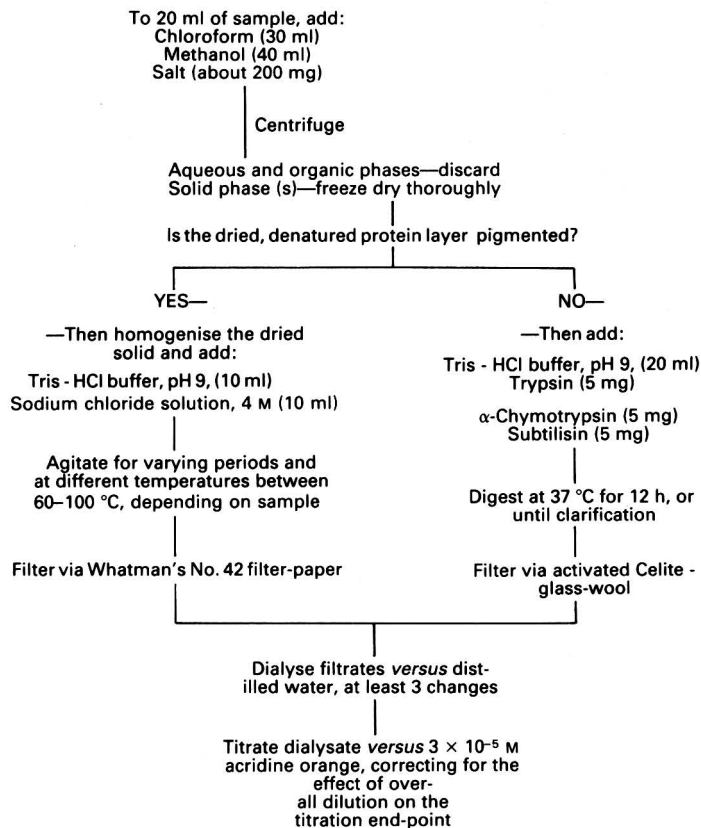 To 20 ml of sample, add:
Chloroform (30 ml)
Methanol (40 ml)
Salt (about 200 mg)
Centrifuge
Aqueous and organic phases—discard
Solid phase (s)—freeze dry thoroughly
Is the dried, denatured protein layer pigmented?
YES—
—Then homogenise the dried
solid and add:
Tris - HCl buffer, pH 9, (10 ml)
Sodium chloride solution, 4 M (10 ml)
Agitate for varying periods and
at different temperatures between
60–100 °C, depending on sample
Filter via Whatman's No. 42 filter-paper
NO—
—Then add:
Tris - HCl buffer, pH 9, (20 ml)
Trypsin (5 mg)
α-Chymotrypsin (5 mg)
Subtilisin (5 mg)
Digest at 37 °C for 12 h, or
until clarification
Filter via activated Celite -
glass-wool
Dialyse filtrates versus dist-
illed water, at least 3 changes
Titrate dialysate versus 3 × 10⁻⁵ M
acridine orange, correcting for the
effect of over-
all dilution on the
titration end-point